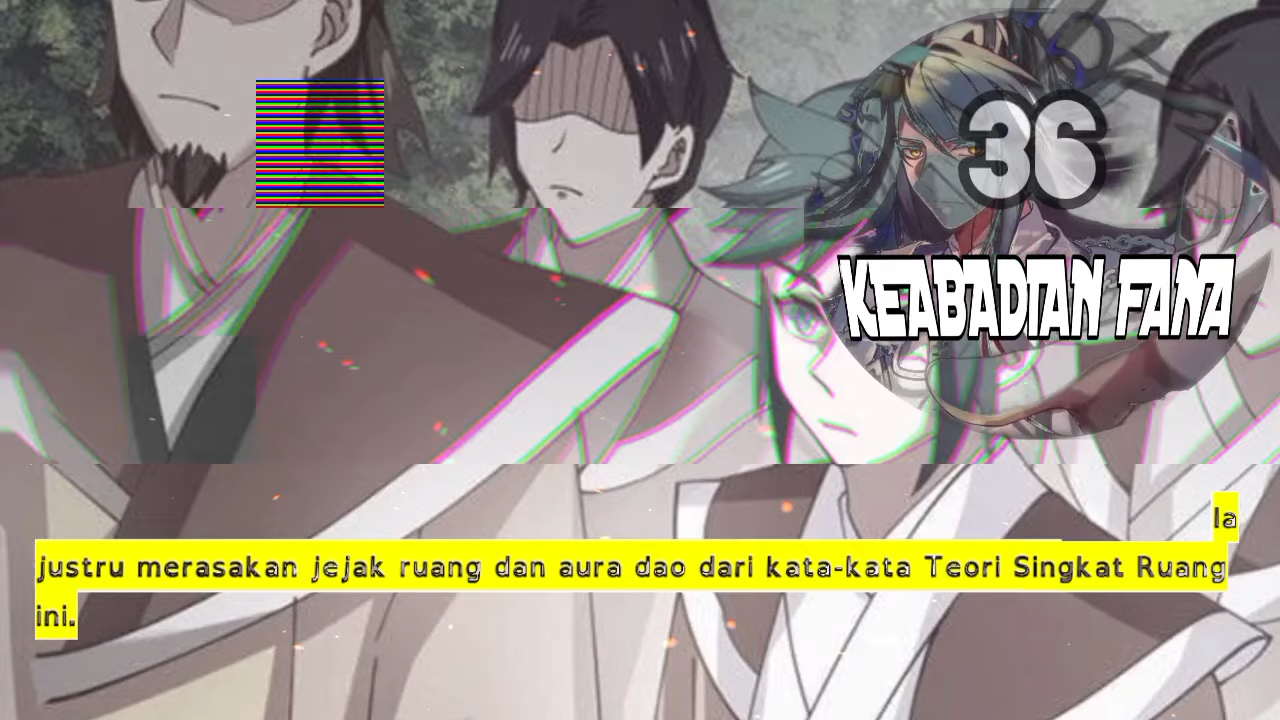 36
KEABADIAN FANA
Ia
justru merasakan jejak ruang dan aura dao dari kata-kata Teori Singkat Ruang
ini.